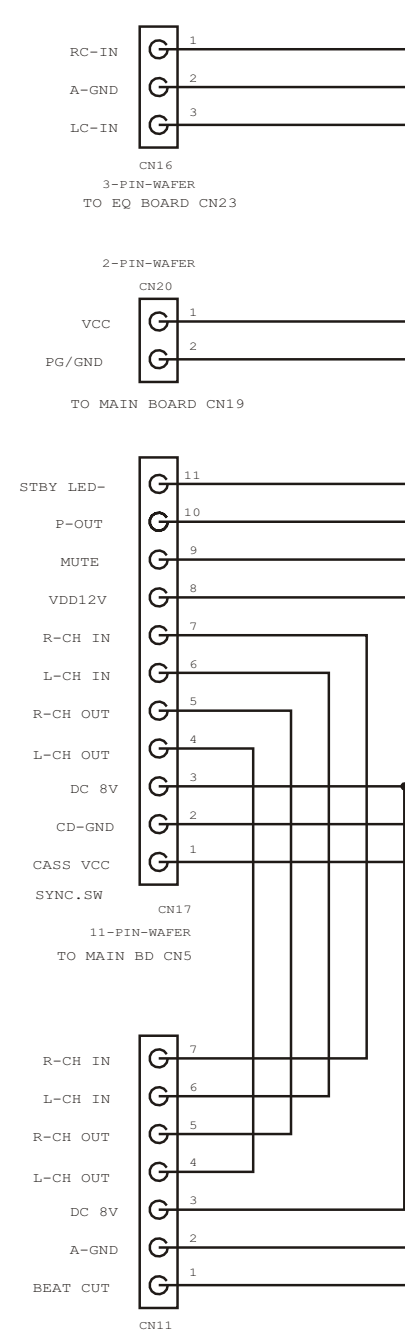 RC-IN 1
A-GND 2
LC-IN 3
CN16
3-PIN-WAFER
TO EQ BOARD CN23
2-PIN-WAFER
CN20
VCC 1
PG/GND 2
TO MAIN BOARD CN19
STBY LED- 11
P-OUT 10
MUTE 9
VDD12V 8
R-CH IN 7
L-CH IN 6
R-CH OUT 5
L-CH OUT 4
DC 8V 3
CD-GND 2
CASS VCC 1
SYNC.SW
CN17
11-PIN-WAFER
TO MAIN BD CN5
R-CH IN 7
L-CH IN 6
R-CH OUT 5
L-CH OUT 4
DC 8V 3
A-GND 2
BEAT CUT 1
CN11